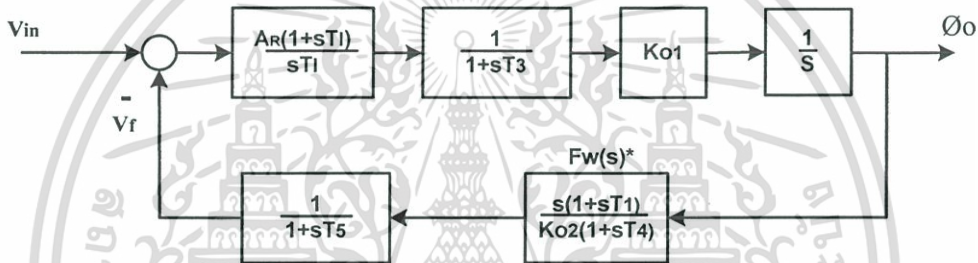 Vin
AR(1+sTI)
sTI
1
1+sT3
Ko1
1
S
Øo
-
Vf
Fw(s)*
1
1+sT5
s(1+sT1)
Ko2(1+sT4)